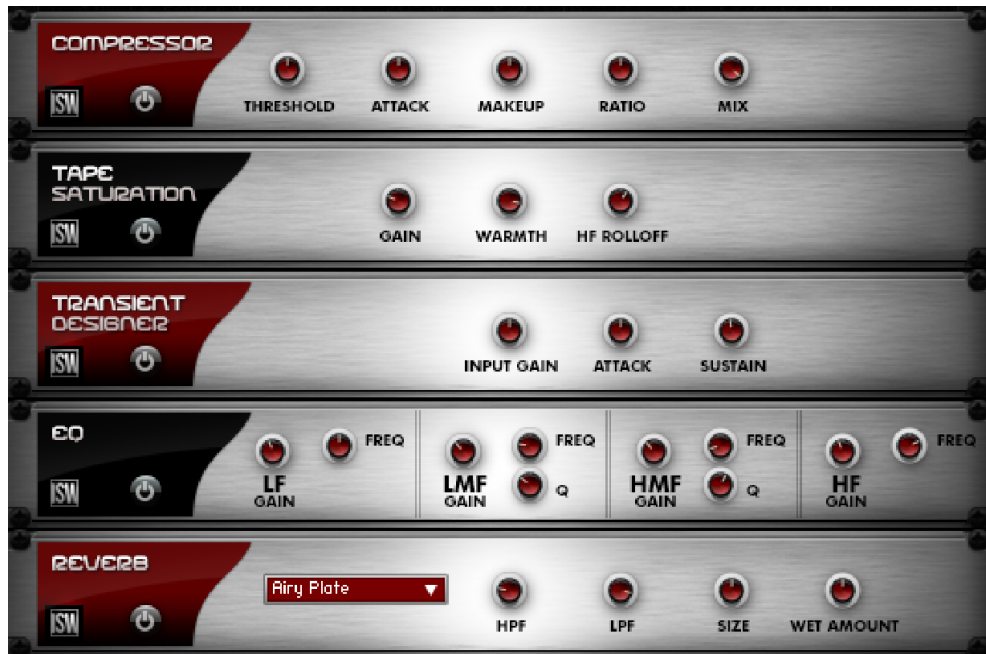 COMPRESSOR
ISW
THRESHOLD ATTACK MAKEUP RATIO MIX
TAPE
SATURATION
ISW
GAIN WARMTH HF ROLLOFF
TRANSIENT
DESIGNER
ISW
INPUT GAIN ATTACK SUSTAIN
EQ
ISW
FREQ
LF
GAIN
FREQ
LMF
GAIN
Q
FREQ
HMF
GAIN
Q
FREQ
HF
GAIN
REVERB
ISW
Airy Plate
HPF LPF SIZE WET AMOUNT